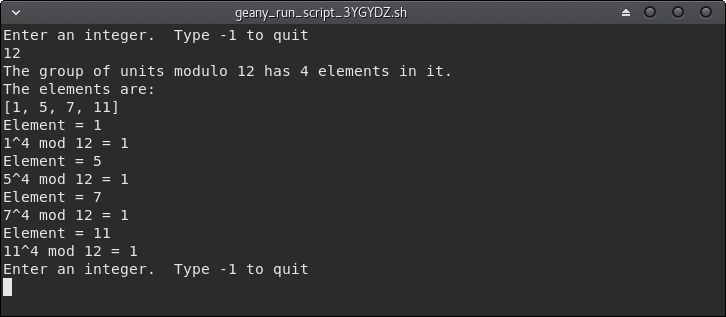 geany_run_script_3YGYDZ.sh
Enter an integer.  Type -1 to quit
12
The group of units modulo 12 has 4 elements in it.
The elements are:
[1, 5, 7, 11]
Element = 1
1^4 mod 12 = 1
Element = 5
5^4 mod 12 = 1
Element = 7
7^4 mod 12 = 1
Element = 11
11^4 mod 12 = 1
Enter an integer.  Type -1 to quit